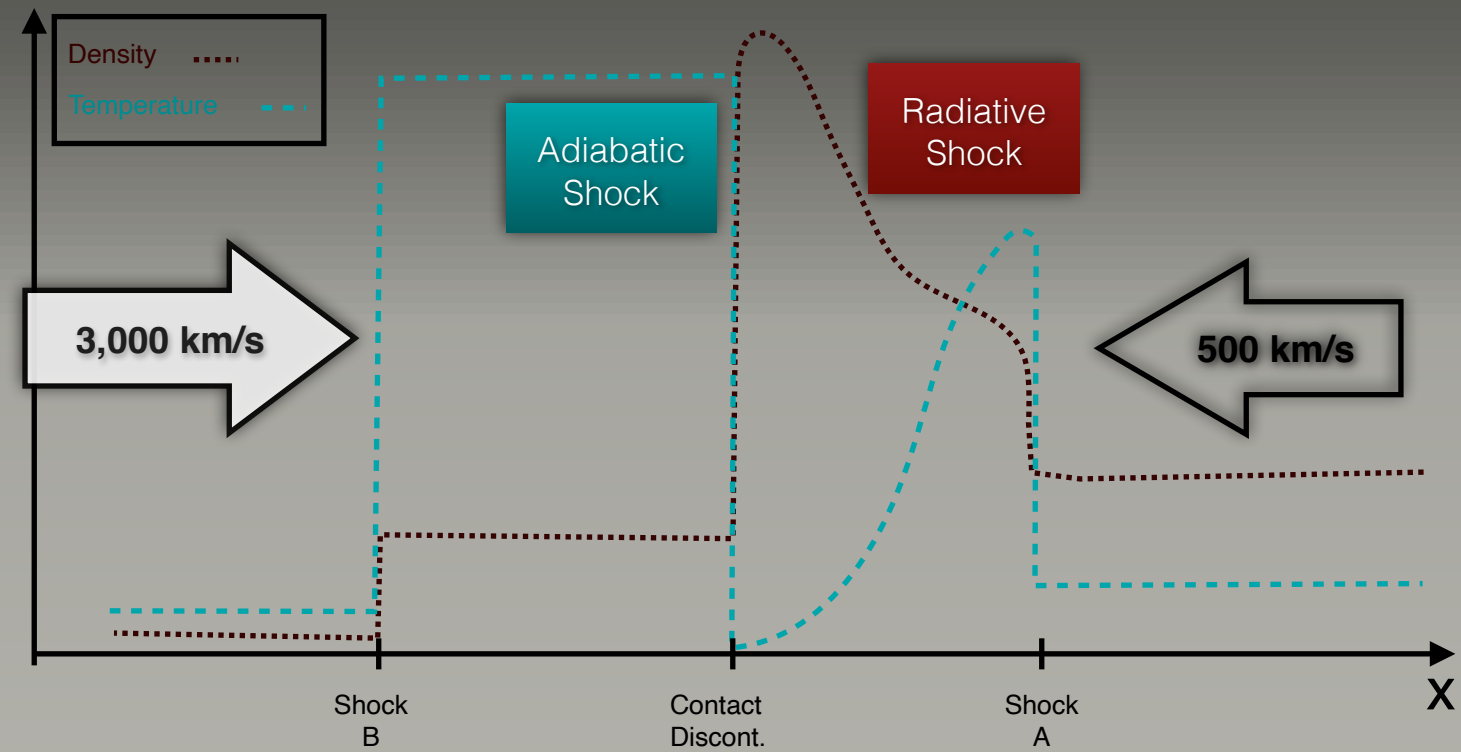 Density
Temperature
Adiabatic
Shock
Radiative
Shock
3,000 km/s
500 km/s
Shock
B
Contact
Discont.
Shock
A
X